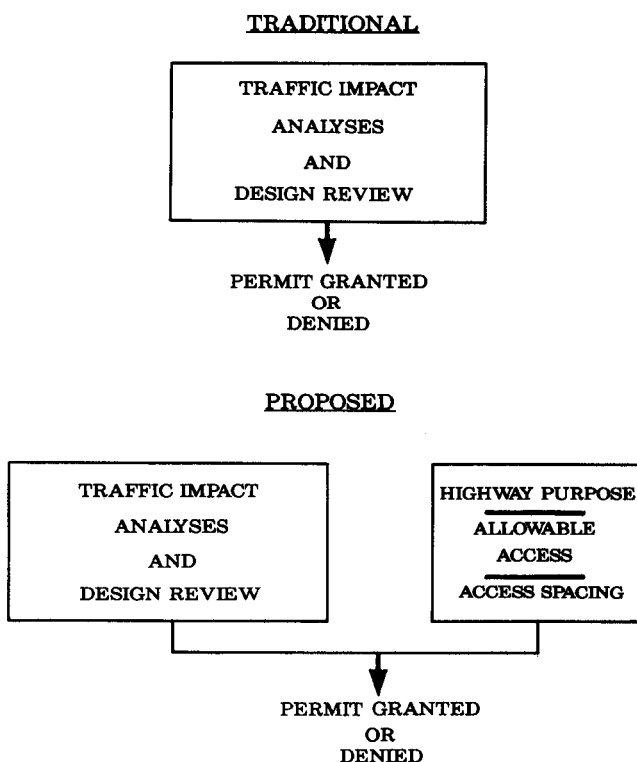 TRADITIONAL
TRAFFIC IMPACT
ANALYSES
AND
DESIGN REVIEW
PERMIT GRANTED
OR
DENIED
PROPOSED
TRAFFIC IMPACT
ANALYSES
AND
DESIGN REVIEW
HIGHWAY PURPOSE
ALLOWABLE
ACCESS
ACCESS SPACING
PERMIT GRANTED
OR
DENIED